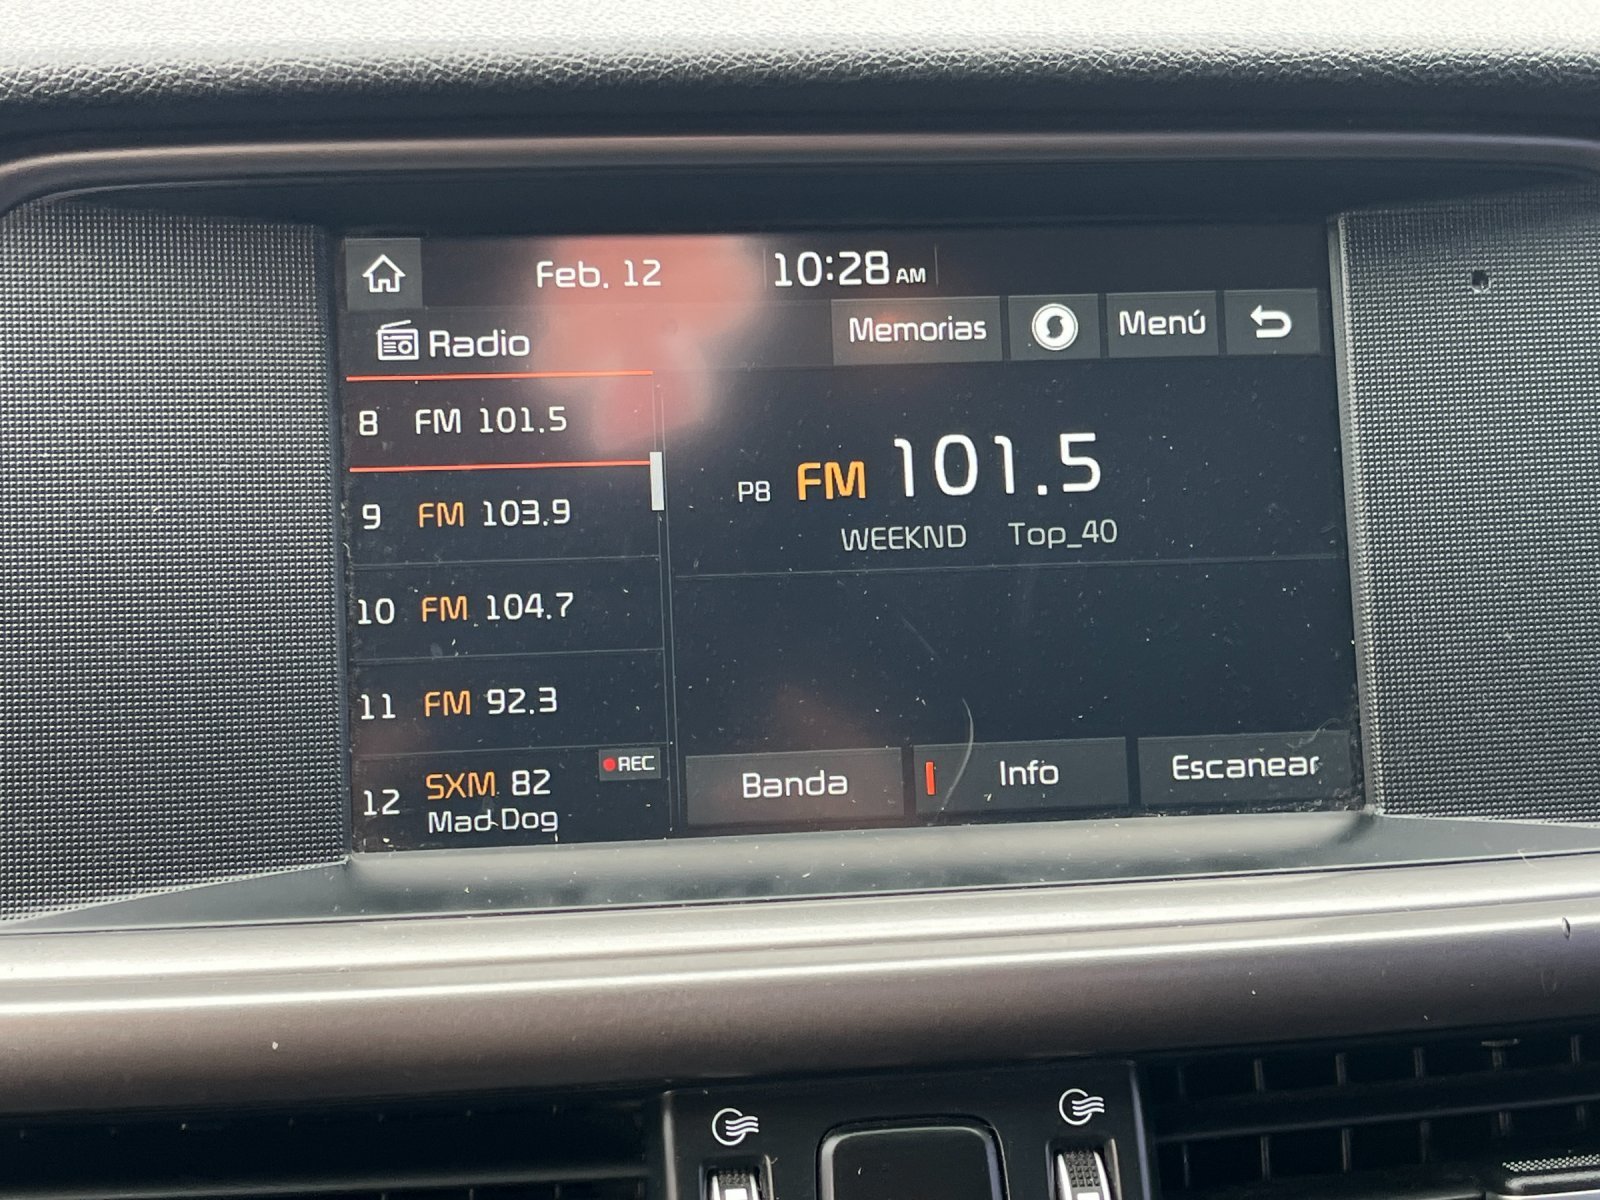 Feb. 12 10:28 AM
Radio Memorias Menú
8 FM 101.5
9 FM 103.9
10 FM 104.7
11 FM 92.3
12 SXM 82 REC
Mad Dog
P8 FM 101.5
WEEKND Top_40
Banda Info Escanear